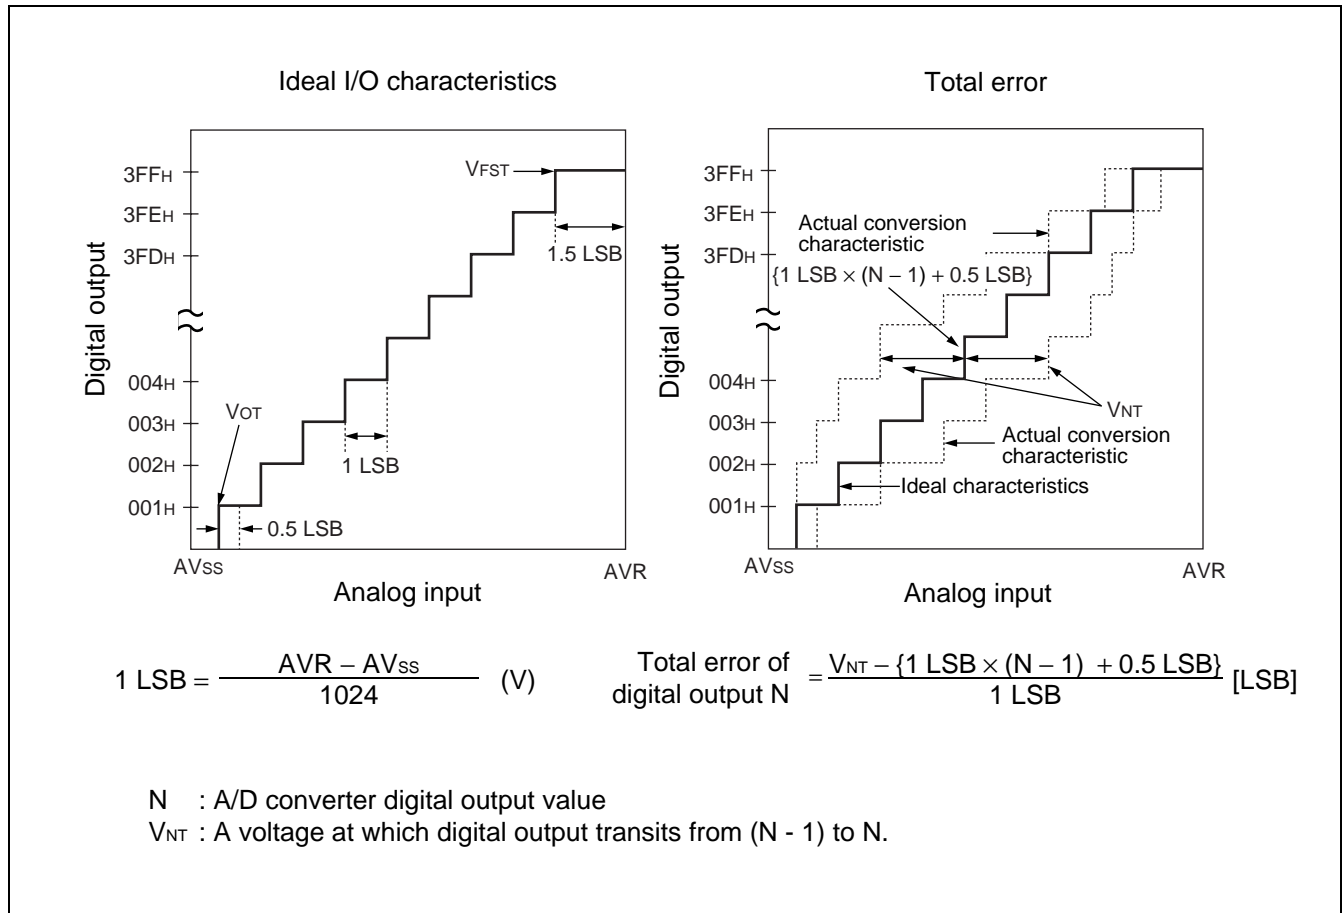 Ideal I/O characteristics
Digital output
3FFH
3FEH
3FDH
004H
003H
002H
001H
VFST
1.5 LSB
VOT
1 LSB
0.5 LSB
AVSS
AVR
Analog input
Total error
Digital output
3FFH
3FEH
3FDH
004H
003H
002H
001H
Actual conversion
characteristic
{1 LSB × (N − 1) + 0.5 LSB}
VNT
Actual conversion
characteristic
Ideal characteristics
AVSS
AVR
Analog input
1 LSB = AVR − AVSS / 1024 (V)
Total error of
digital output N = VNT − {1 LSB × (N − 1) + 0.5 LSB} / 1 LSB [LSB]
N : A/D converter digital output value
VNT : A voltage at which digital output transits from (N - 1) to N.